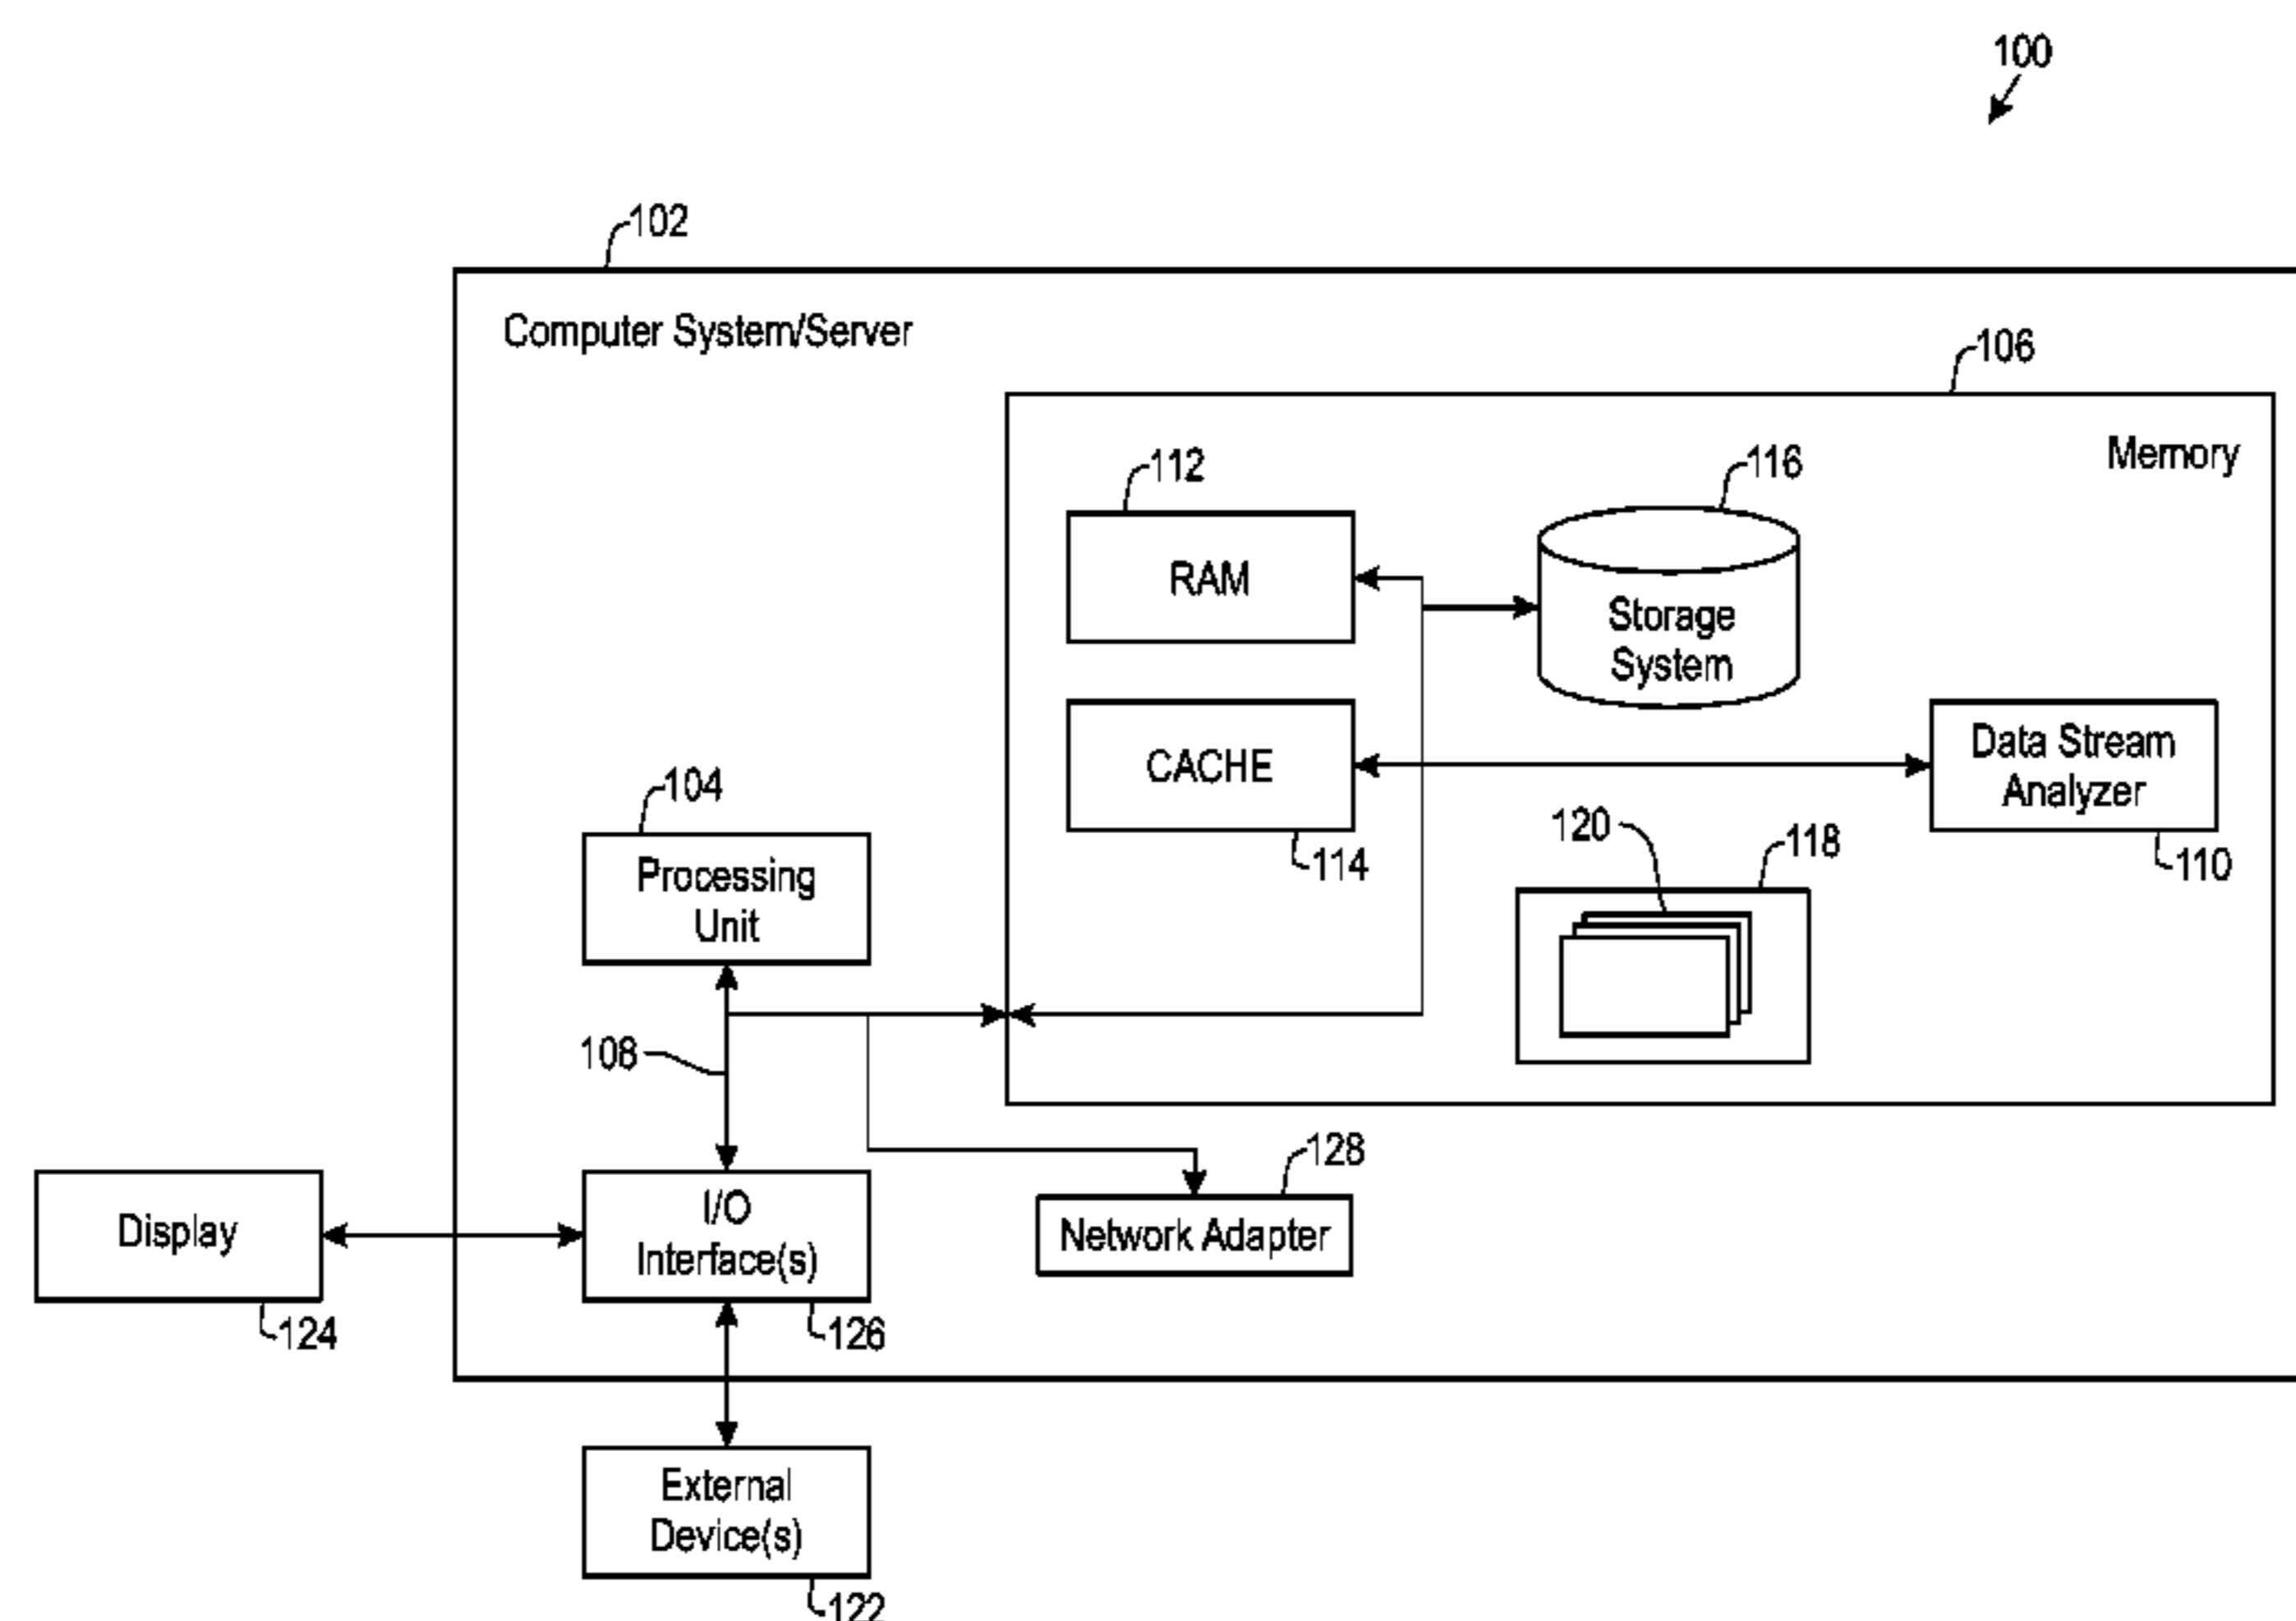 100
102
Computer System/Server
106
Memory
112
RAM
116
Storage
System
CACHE
114
Data Stream
Analyzer
110
120
118
104
Processing
Unit
108
128
Network Adapter
Display
124
I/O
Interface(s)
126
External
Device(s)
122